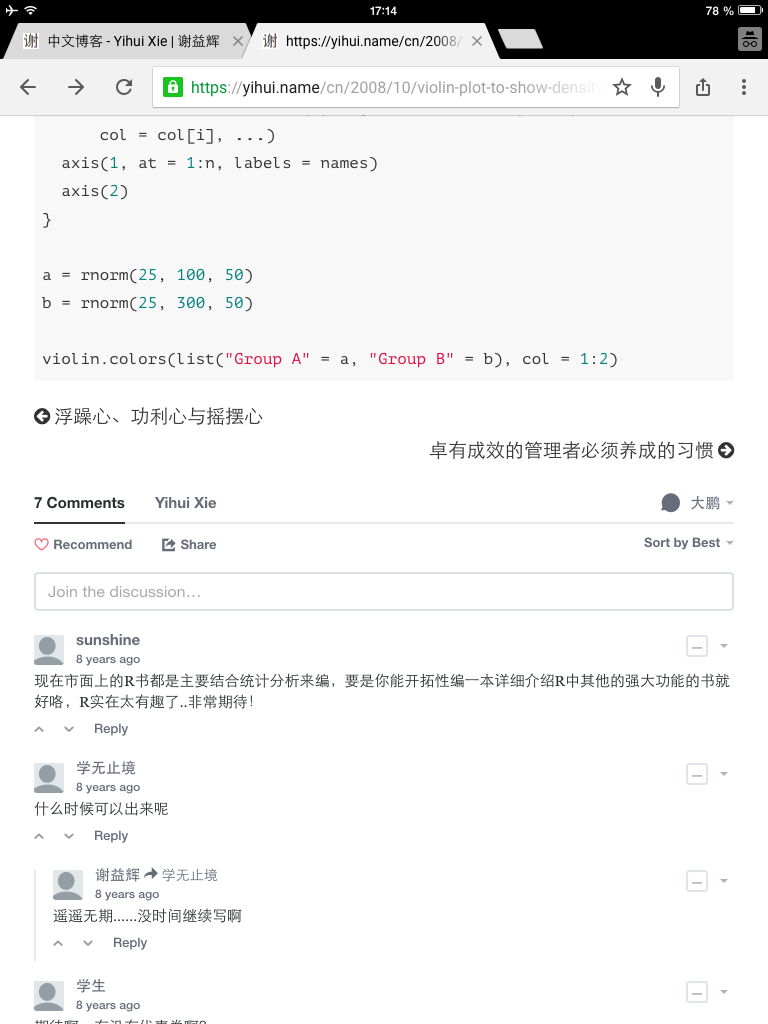 17:14
78 %
中文博客 - Yihui Xie | 谢益辉
https://yihui.name/cn/2008/
https://yihui.name/cn/2008/10/violin-plot-to-show-density
col = col[i], ...)
axis(1, at = 1:n, labels = names)
axis(2)
}
a = rnorm(25, 100, 50)
b = rnorm(25, 300, 50)
violin.colors(list("Group A" = a, "Group B" = b), col = 1:2)
浮躁心、功利心与摇摆心
卓有成效的管理者必须养成的习惯
7 Comments Yihui Xie 大鹏
Recommend Share Sort by Best
Join the discussion...
sunshine
8 years ago
现在市面上的R书都是主要结合统计分析来编，要是你能开拓性编一本详细介绍R中其他的强大功能的书就
好咯，R实在太有趣了..非常期待！
Reply
学无止境
8 years ago
什么时候可以出来呢
Reply
谢益辉 学无止境
8 years ago
遥遥无期......没时间继续写啊
Reply
学生
8 years ago